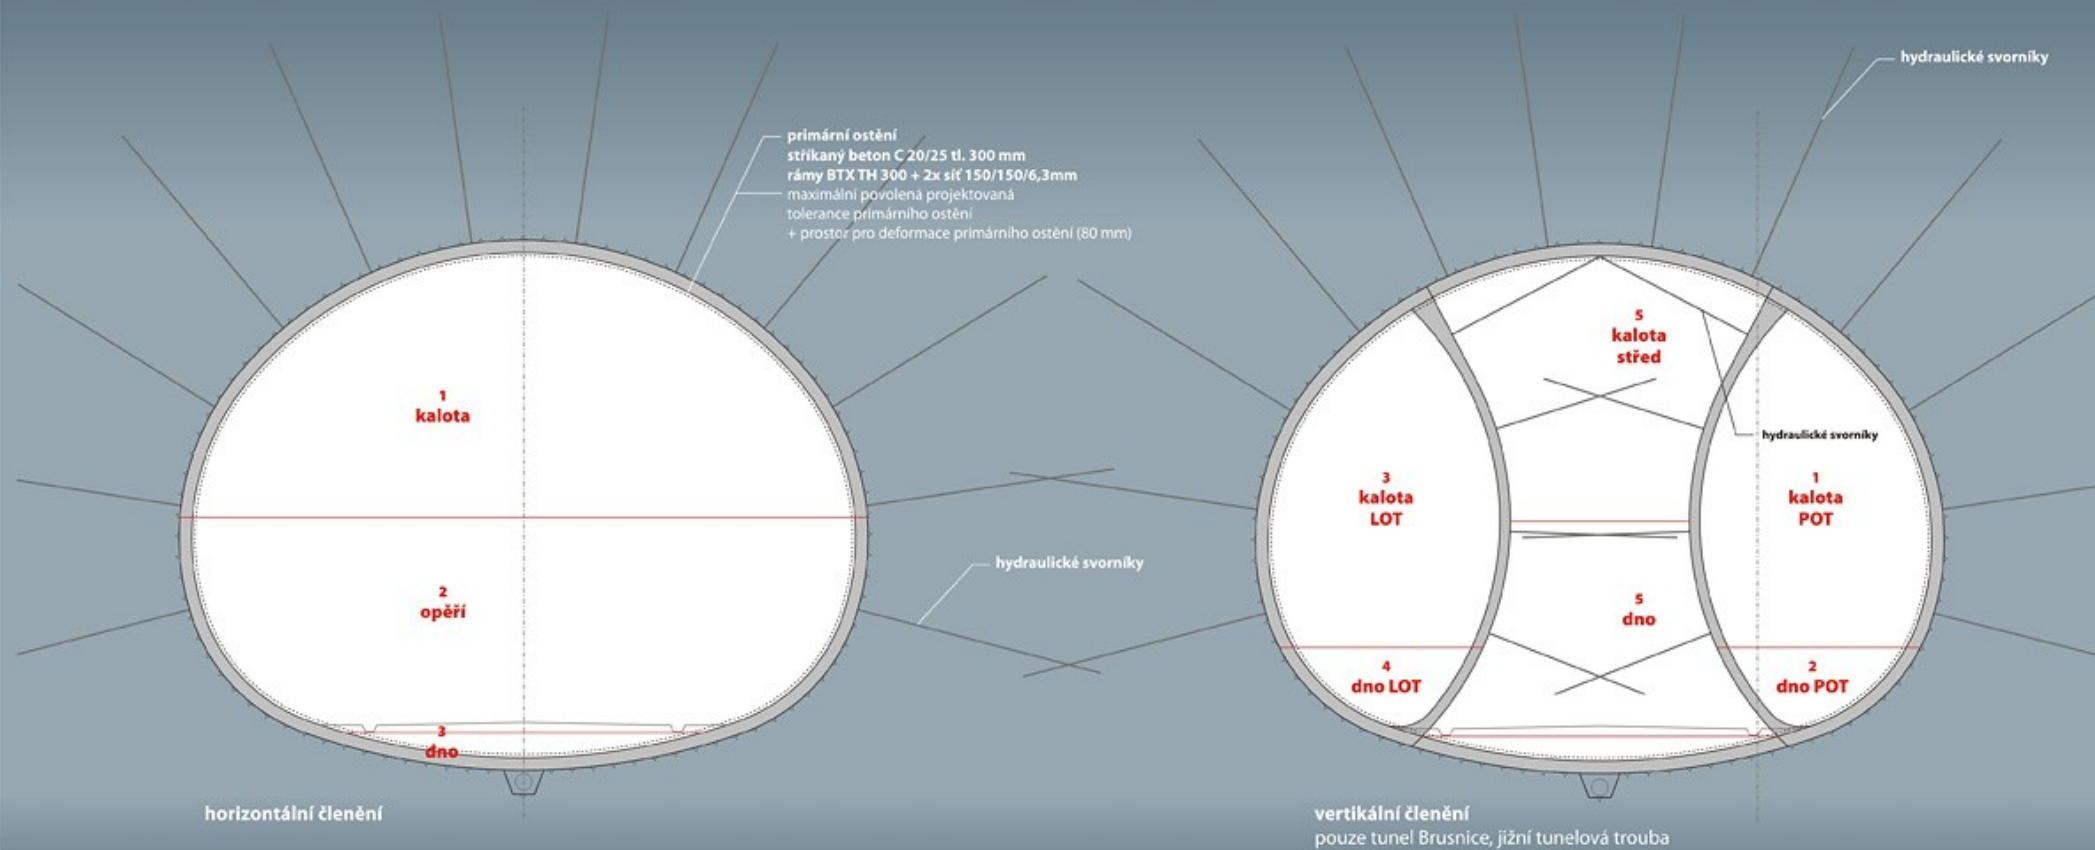 primární ostění
stříkaný beton C 20/25 tl. 300 mm
rámy BTX TH 300 + 2x síť 150/150/6,3mm
maximální povolená projektovaná
tolerance primárního ostění
+ prostor pro deformace primárního ostění (80 mm)
1
kalota
2
opěří
3
dno
hydraulické svorníky
horizontální členění
hydraulické svorníky
5
kalota
střed
hydraulické svorníky
3
kalota
LOT
1
kalota
POT
5
dno
4
dno LOT
2
dno POT
vertikální členění
pouze tunel Brusnice, jižní tunelová trouba